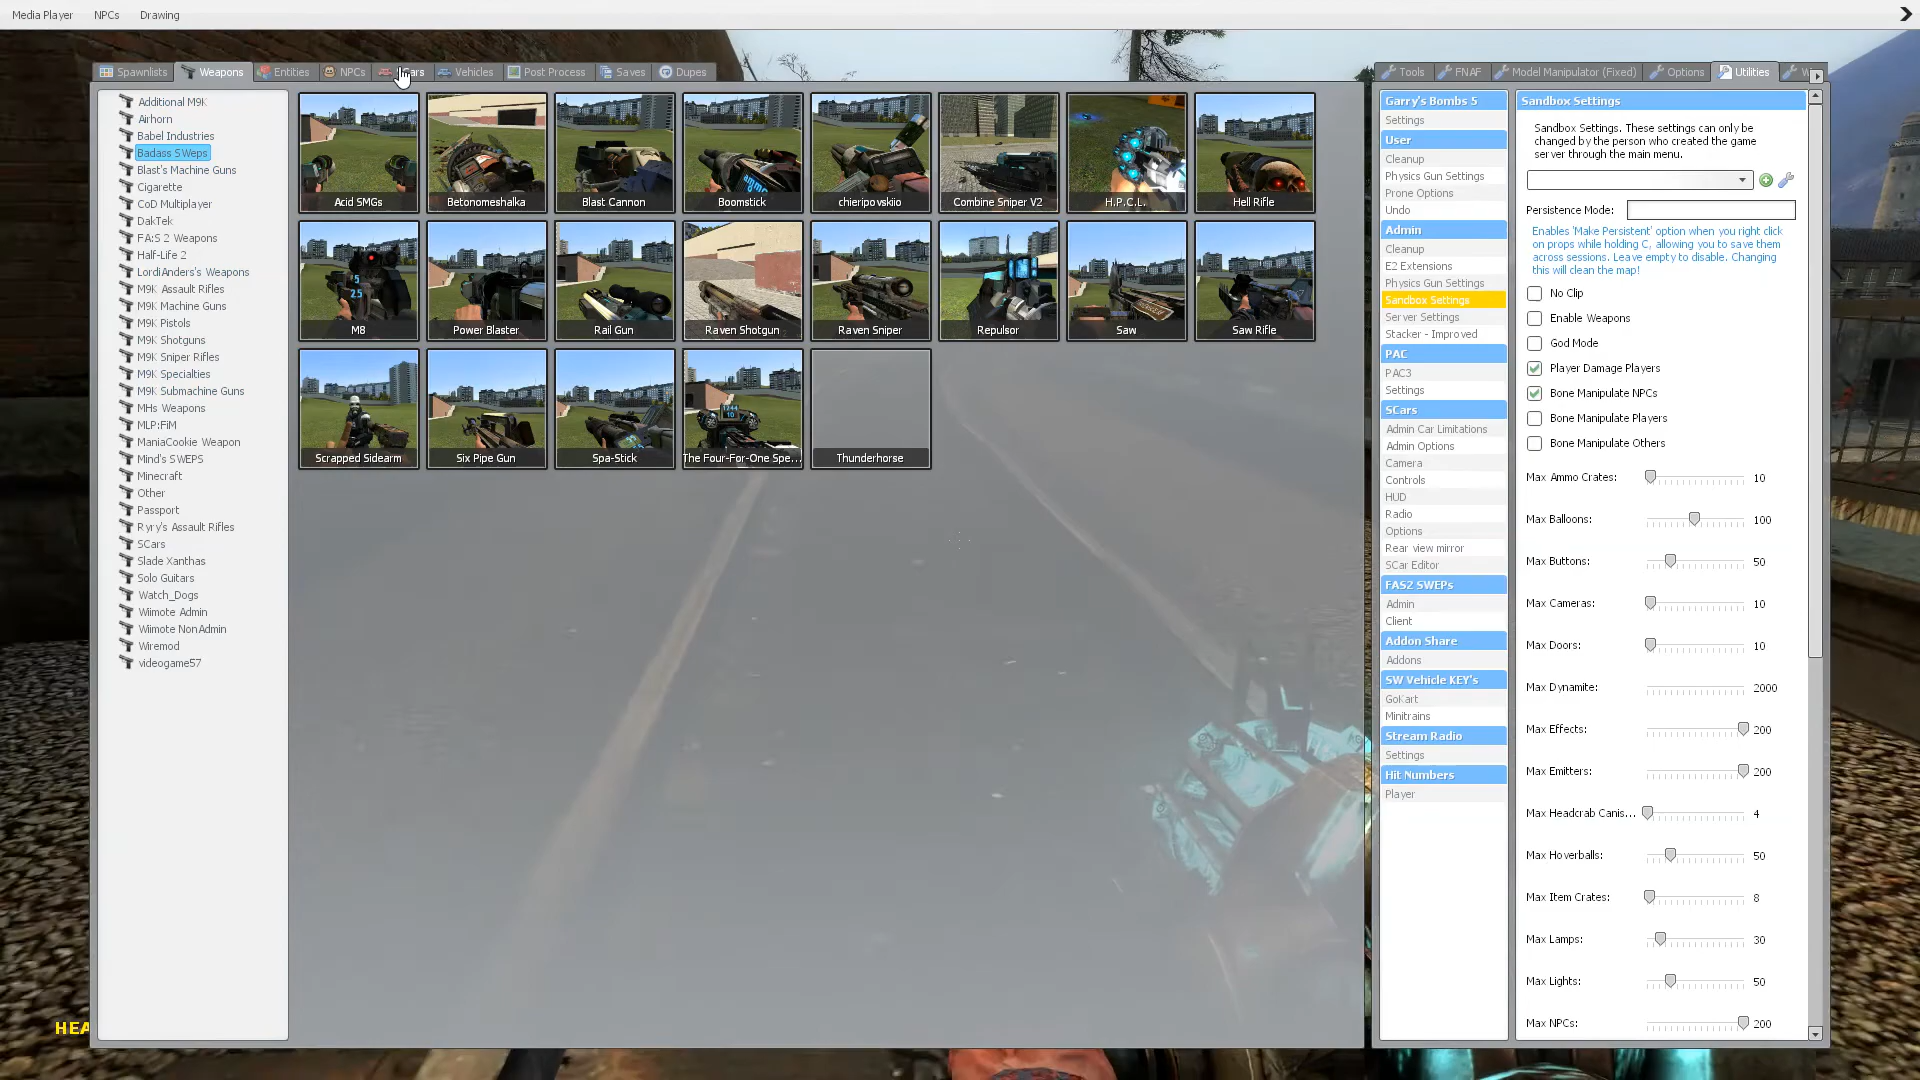 Media Player NPCs Drawing
Spawnlists Weapons Entities NPCs Vehicles Post Process Saves Dupes
Tools FNAF Model Manipulator (Fixed) Options Utilities
Additional M9K
Airhorn
Babel Industries
Badass SWeps
Blast's Machine Guns
Cigarette
CoD Multiplayer
DakTek
FA:S 2 Weapons
Half-Life 2
LordiAnders's Weapons
M9K Assault Rifles
M9K Machine Guns
M9K Pistols
M9K Shotguns
M9K Sniper Rifles
M9K Specialties
M9K Submachine Guns
MHs Weapons
MLP:FiM
ManiaCookie Weapon
Mind's SWEPS
Minecraft
Other
Passport
Ryry's Assault Rifles
SCars
Slade Xanthas
Solo Guitars
Watch_Dogs
Wimote Admin
Wimote NonAdmin
Wiremod
videogame57
Acid SMGs Betonomeshalka Blast Cannon Boomstick chieripovskiio Combine Sniper V2 H.P.C.L. Hell Rifle
M8 Power Blaster Rail Gun Raven Shotgun Raven Sniper Repulsor Saw Saw Rifle
Scrapped Sidearm Six Pipe Gun Spa-Stick The Four-For-One Spe... Thunderhorse
Garry's Bombs 5
Settings
User
Cleanup
Physics Gun Settings
Prone Options
Undo
Admin
Cleanup
E2 Extensions
Physics Gun Settings
Sandbox Settings
Server Settings
Stacker - Improved
PAC
PAC3
Settings
SCars
Admin Car Limitations
Admin Options
Camera
Controls
HUD
Radio
Options
Rear view mirror
SCar Editor
FAS2 SWEPs
Admin
Client
Addon Share
Addons
SW Vehicle KEY's
GoKart
Minitrains
Stream Radio
Settings
Hit Numbers
Player
Sandbox Settings
Sandbox Settings. These settings can only be
changed by the person who created the game
server through the main menu.
Persistence Mode:
Enables 'Make Persistent' option when you right click
on props while holding C, allowing you to save them
across sessions. Leave empty to disable. Changing
this will clean the map!
No Clip
Enable Weapons
God Mode
Player Damage Players
Bone Manipulate NPCs
Bone Manipulate Players
Bone Manipulate Others
Max Ammo Crates: 10
Max Balloons: 100
Max Buttons: 50
Max Cameras: 10
Max Doors: 10
Max Dynamite: 2000
Max Effects: 200
Max Emitters: 200
Max Headcrab Canis... 4
Max Hoverballs: 50
Max Item Crates: 8
Max Lamps: 30
Max Lights: 50
Max NPCs: 200
HEA